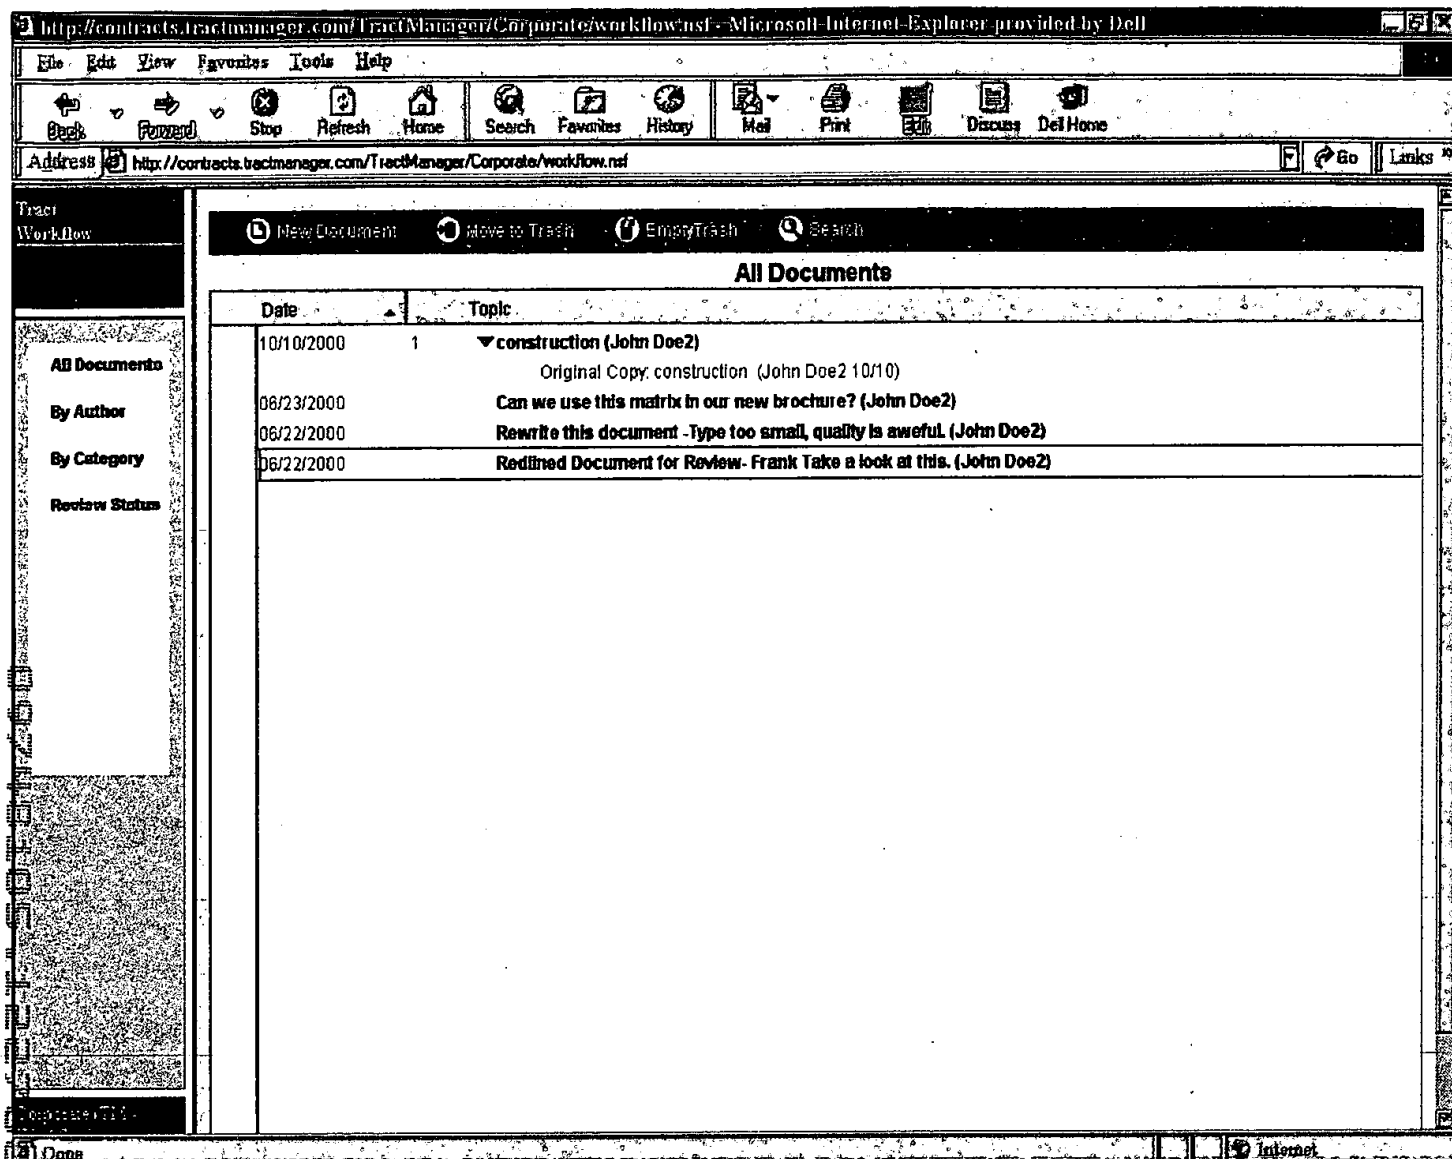 http://contracts.tractmanager.com/TractManager/Corporate/workflow.nsf - Microsoft Internet Explorer provided by Dell
File Edit View Favorites Tools Help
Back Forward Stop Refresh Home Search Favorites History Mail Print Edit Discuss Dell Home
Address http://contracts.tractmanager.com/TractManager/Corporate/workflow.nsf Go Links »
Tract
Workflow
New Document Move to Trash EmptyTrash Search
All Documents
Date Topic
10/10/2000 1 construction (John Doe2)
Original Copy: construction (John Doe2 10/10)
06/23/2000 Can we use this matrix in our new brochure? (John Doe2)
06/22/2000 Rewrite this document -Type too small, quality is aweful. (John Doe2)
06/22/2000 Redlined Document for Review- Frank Take a look at this. (John Doe2)
All Documents
By Author
By Category
Review Status
Corporate
Done Internet